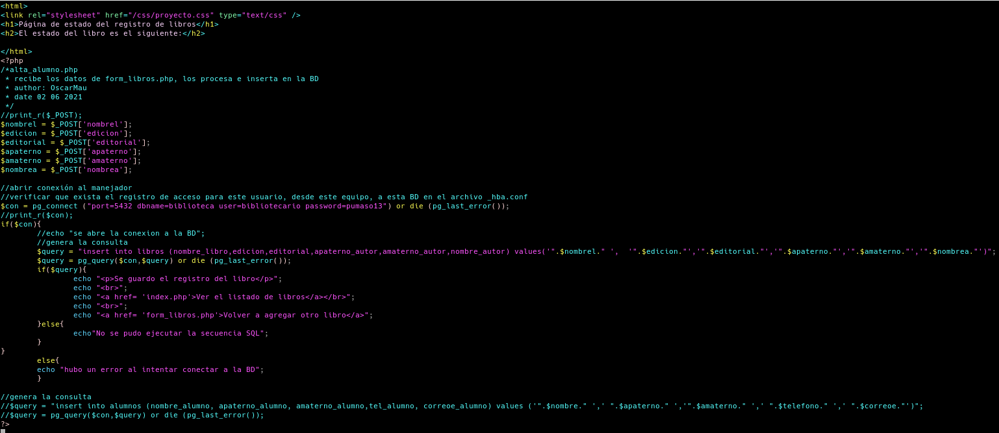 <html>
<link rel="stylesheet" href="/css/proyecto.css" type="text/css" />
<h1>Página de estado del registro de libros</h1>
<h2>El estado del libro es el siguiente:</h2>

</html>
<?php
/*alta_alumno.php
 * recibe los datos de form_libros.php, los procesa e inserta en la BD
 * author: OscarMau
 * date 02 06 2021
 */
//print_r($_POST);
$nombrel = $_POST['nombrel'];
$edicion = $_POST['edicion'];
$editorial = $_POST['editorial'];
$apaterno = $_POST['apaterno'];
$amaterno = $_POST['amaterno'];
$nombrea = $_POST['nombrea'];

//abrir conexión al manejador
//verificar que exista el registro de acceso para este usuario, desde este equipo, a esta BD en el archivo _hba.conf
$con = pg_connect ("port=5432 dbname=biblioteca user=bibliotecario password=pumaso13") or die (pg_last_error());
//print_r($con);
if($con){
        //echo "se abre la conexion a la BD";
        //genera la consulta
        $query = "insert into libros (nombre_libro,edicion,editorial,apaterno_autor,amaterno_autor,nombre_autor) values('".$nombrel." ',  '".$edicion."','".$editorial."','".$apaterno."','".$amaterno."','".$nombrea."')";
        $query = pg_query($con,$query) or die (pg_last_error());
        if($query){
                echo "<p>Se guardo el registro del libro</p>";
                echo "<br>";
                echo "<a href= 'index.php'>Ver el listado de libros</a></br>";
                echo "<br>";
                echo "<a href= 'form_libros.php'>Volver a agregar otro libro</a>";
        }else{
                echo"No se pudo ejecutar la secuencia SQL";
        }
}
        else{
        echo "hubo un error al intentar conectar a la BD";
        }

//genera la consulta
//$query = "insert into alumnos (nombre_alumno, apaterno_alumno, amaterno_alumno,tel_alumno, correoe_alumno) values ('".$nombre." ',' ".$apaterno." ','".$amaterno." ',' ".$telefono." ',' ".$correoe."')";
//$query = pg_query($con,$query) or die (pg_last_error());
?>